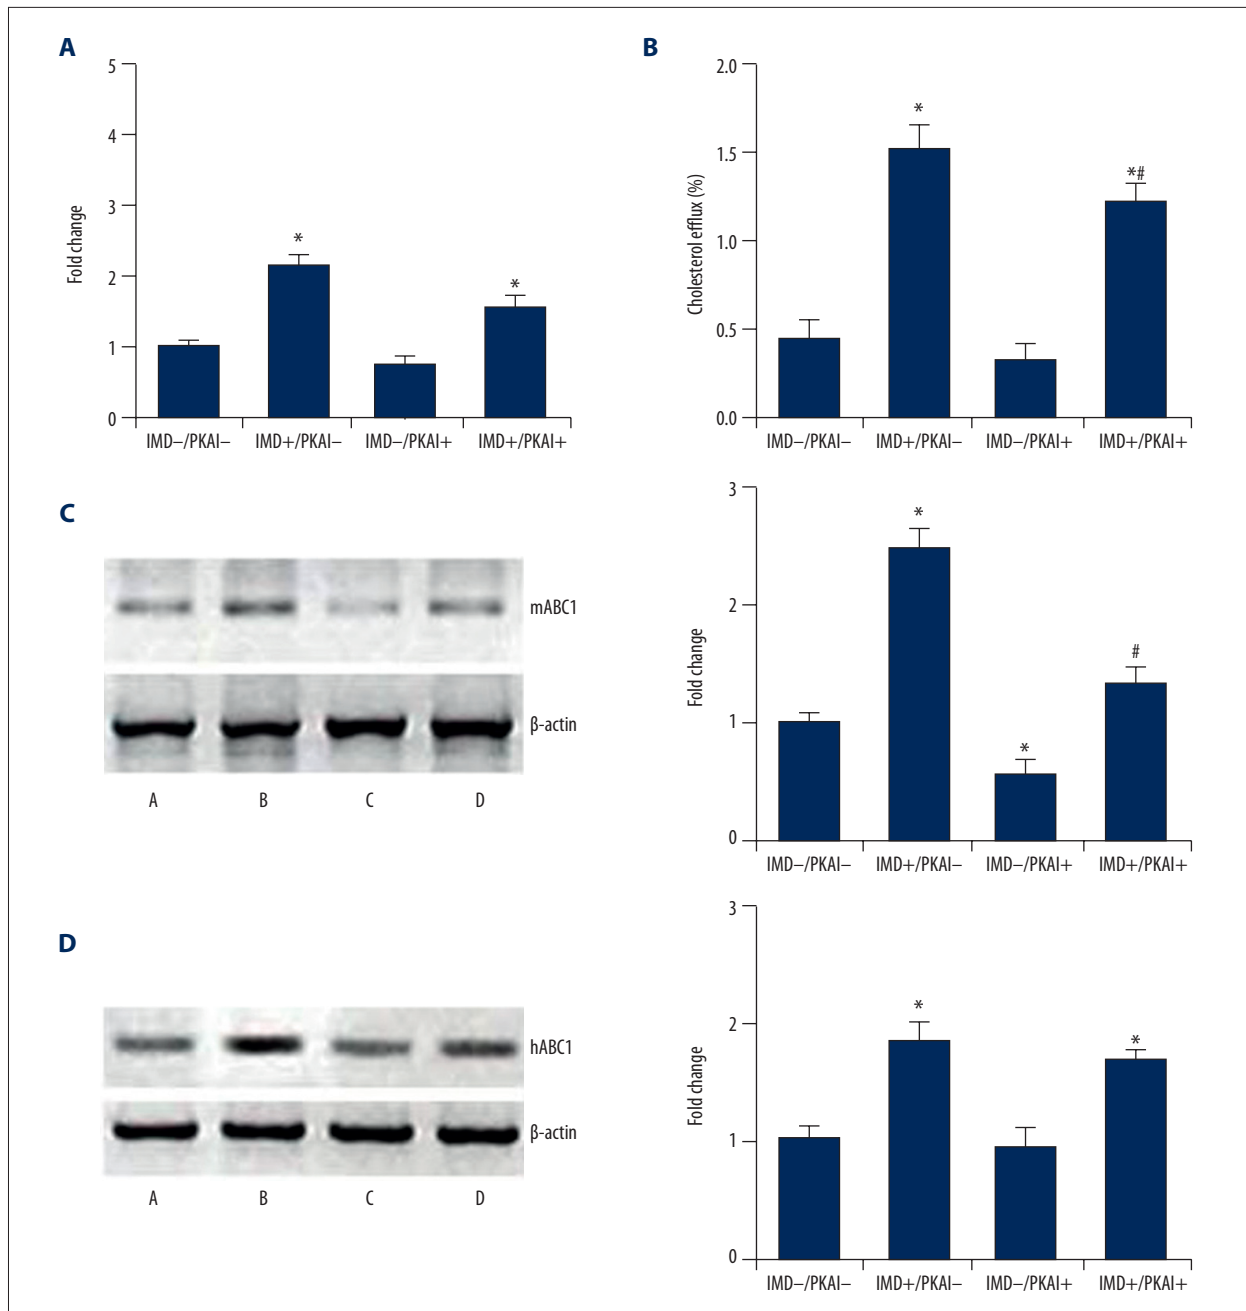 A
5
4
3
2
1
0
Fold change
*
*
IMD−/PKAI− IMD+/PKAI− IMD−/PKAI+ IMD+/PKAI+
B
2.0
1.5
1.0
0.5
0.0
Cholesterol efflux (%)
*
*#
IMD−/PKAI− IMD+/PKAI− IMD−/PKAI+ IMD+/PKAI+
C
mABC1
β-actin
A B C D
3
2
1
0
Fold change
*
*
#
IMD−/PKAI− IMD+/PKAI− IMD−/PKAI+ IMD+/PKAI+
D
hABC1
β-actin
A B C D
3
2
1
0
Fold change
*
*
IMD−/PKAI− IMD+/PKAI− IMD−/PKAI+ IMD+/PKAI+